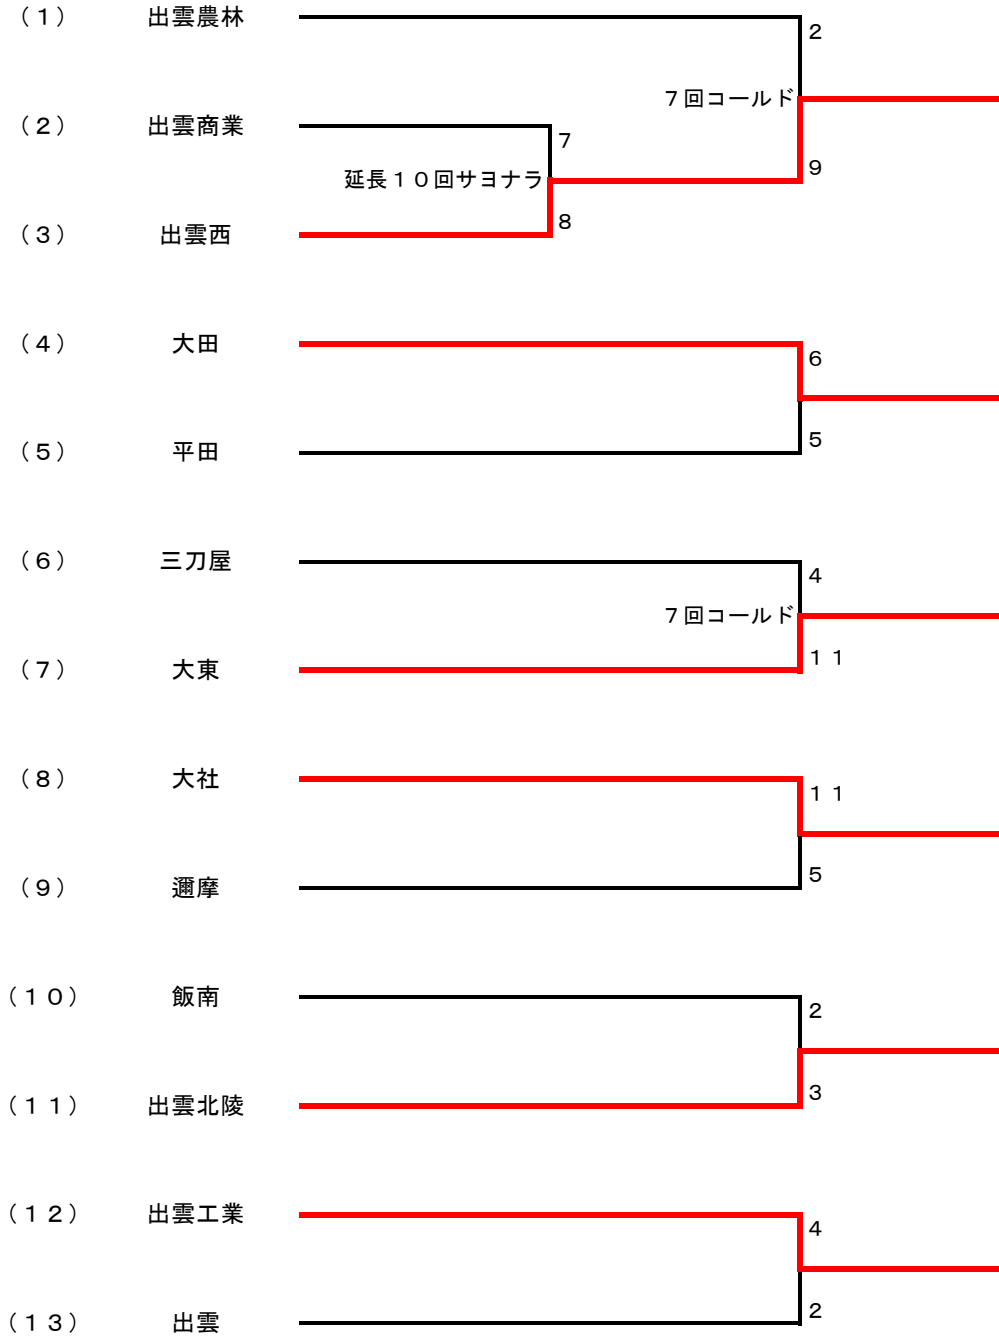 （１） 出雲農林
２
７回コールド
（２） 出雲商業
７
延長１０回サヨナラ
９
８
（３） 出雲西
（４） 大田
６
５
（５） 平田
（６） 三刀屋
４
７回コールド
１１
（７） 大東
（８） 大社
１１
５
（９） 邇摩
（１０） 飯南
２
３
（１１） 出雲北陵
（１２） 出雲工業
４
２
（１３） 出雲